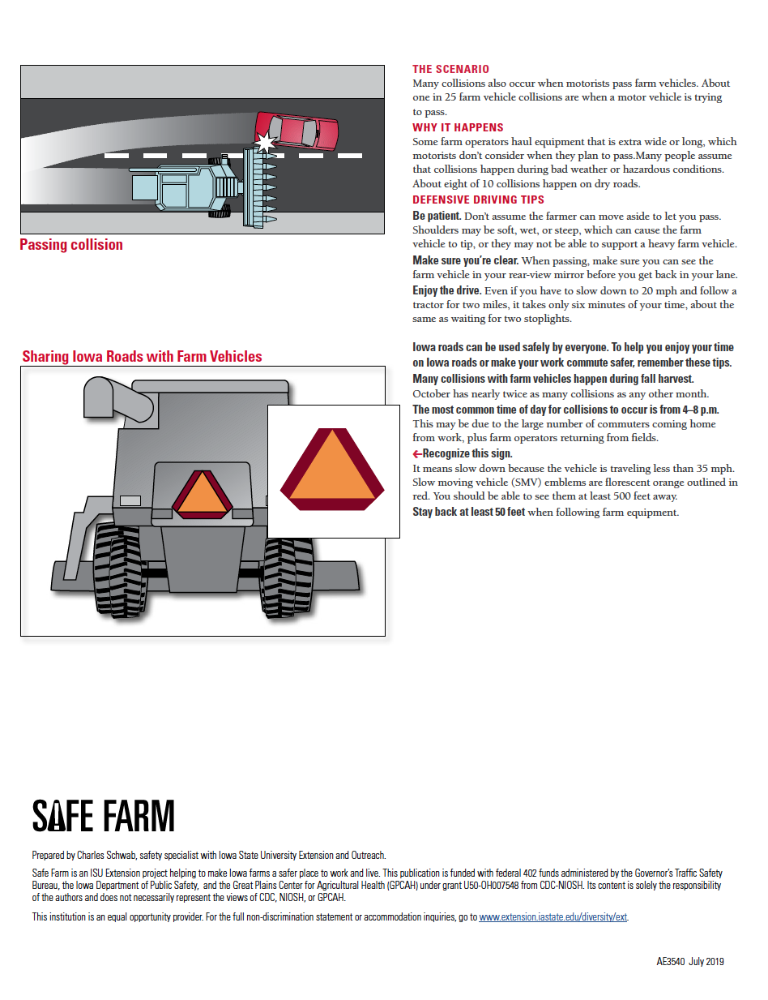 THE SCENARIO
Many collisions also occur when motorists pass farm vehicles. About
one in 25 farm vehicle collisions are when a motor vehicle is trying
to pass.
WHY IT HAPPENS
Some farm operators haul equipment that is extra wide or long, which
motorists don’t consider when they plan to pass.Many people assume
that collisions happen during bad weather or hazardous conditions.
About eight of 10 collisions happen on dry roads.
DEFENSIVE DRIVING TIPS
Be patient. Don’t assume the farmer can move aside to let you pass.
Shoulders may be soft, wet, or steep, which can cause the farm
vehicle to tip, or they may not be able to support a heavy farm vehicle.
Make sure you’re clear. When passing, make sure you can see the
farm vehicle in your rear-view mirror before you get back in your lane.
Enjoy the drive. Even if you have to slow down to 20 mph and follow a
tractor for two miles, it takes only six minutes of your time, about the
same as waiting for two stoplights.
Passing collision
Sharing Iowa Roads with Farm Vehicles
Iowa roads can be used safely by everyone. To help you enjoy your time
on Iowa roads or make your work commute safer, remember these tips.
Many collisions with farm vehicles happen during fall harvest.
October has nearly twice as many collisions as any other month.
The most common time of day for collisions to occur is from 4–8 p.m.
This may be due to the large number of commuters coming home
from work, plus farm operators returning from fields.
←Recognize this sign.
It means slow down because the vehicle is traveling less than 35 mph.
Slow moving vehicle (SMV) emblems are florescent orange outlined in
red. You should be able to see them at least 500 feet away.
Stay back at least 50 feet when following farm equipment.
SAFE FARM
Prepared by Charles Schwab, safety specialist with Iowa State University Extension and Outreach.
Safe Farm is an ISU Extension project helping to make Iowa farms a safer place to work and live. This publication is funded with federal 402 funds administered by the Governor’s Traffic Safety
Bureau, the Iowa Department of Public Safety, and the Great Plains Center for Agricultural Health (GPCAH) under grant U50-OH007548 from CDC-NIOSH. Its content is solely the responsibility
of the authors and does not necessarily represent the views of CDC, NIOSH, or GPCAH.
This institution is an equal opportunity provider. For the full non-discrimination statement or accommodation inquiries, go to www.extension.iastate.edu/diversity/ext.
AE3540 July 2019